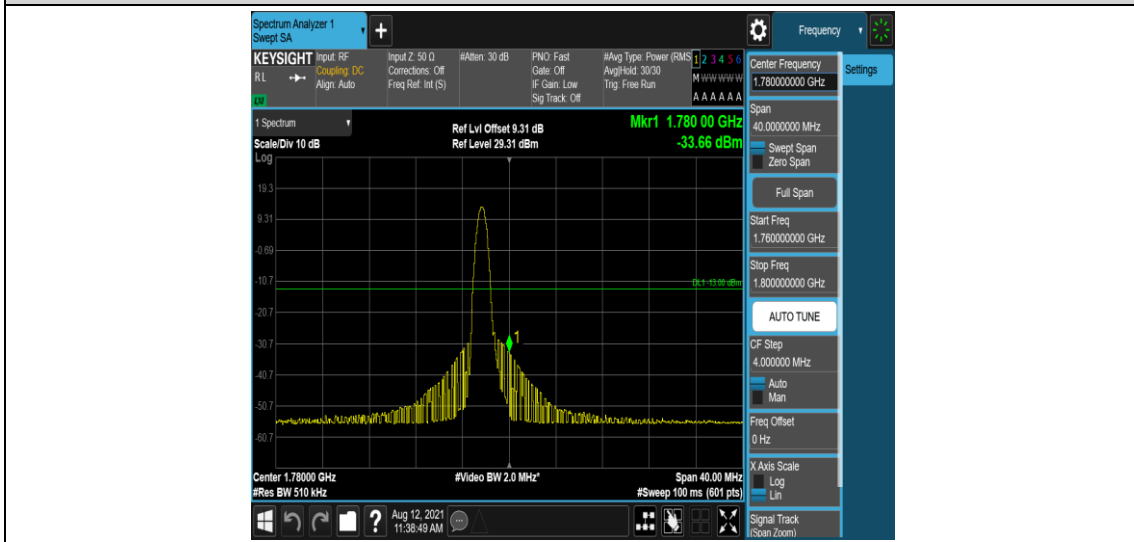 Spectrum Analyzer 1
Swept SA
+
Frequency
KEYSIGHT
RL
LXI
Input: RF
Coupling: DC
Align: Auto
Input Z: 50 Ω
Corrections: Off
Freq Ref: Int (S)
#Atten: 30 dB
PNO: Fast
Gate: Off
IF Gain: Low
Sig Track: Off
#Avg Type: Power (RMS
Avg|Hold: 30/30
Trig: Free Run
1 2 3 4 5 6
M W W W W W
A A A A A A
1 Spectrum
Scale/Div 10 dB
Log
Ref Lvl Offset 9.31 dB
Ref Level 29.31 dBm
Mkr1 1.780 00 GHz
-33.66 dBm
19.3
9.31
-0.69
-10.7
DL1 -13.00 dBm
-20.7
-30.7
1
-40.7
-50.7
-60.7
Center 1.78000 GHz
#Video BW 2.0 MHz*
Span 40.00 MHz
#Res BW 510 kHz
#Sweep 100 ms (601 pts)
?
Aug 12, 2021
11:38:49 AM
Center Frequency
1.780000000 GHz
Settings
Span
40.0000000 MHz
Swept Span
Zero Span
Full Span
Start Freq
1.760000000 GHz
Stop Freq
1.800000000 GHz
AUTO TUNE
CF Step
4.000000 MHz
Auto
Man
Freq Offset
0 Hz
X Axis Scale
Log
Lin
Signal Track
(Span Zoom)